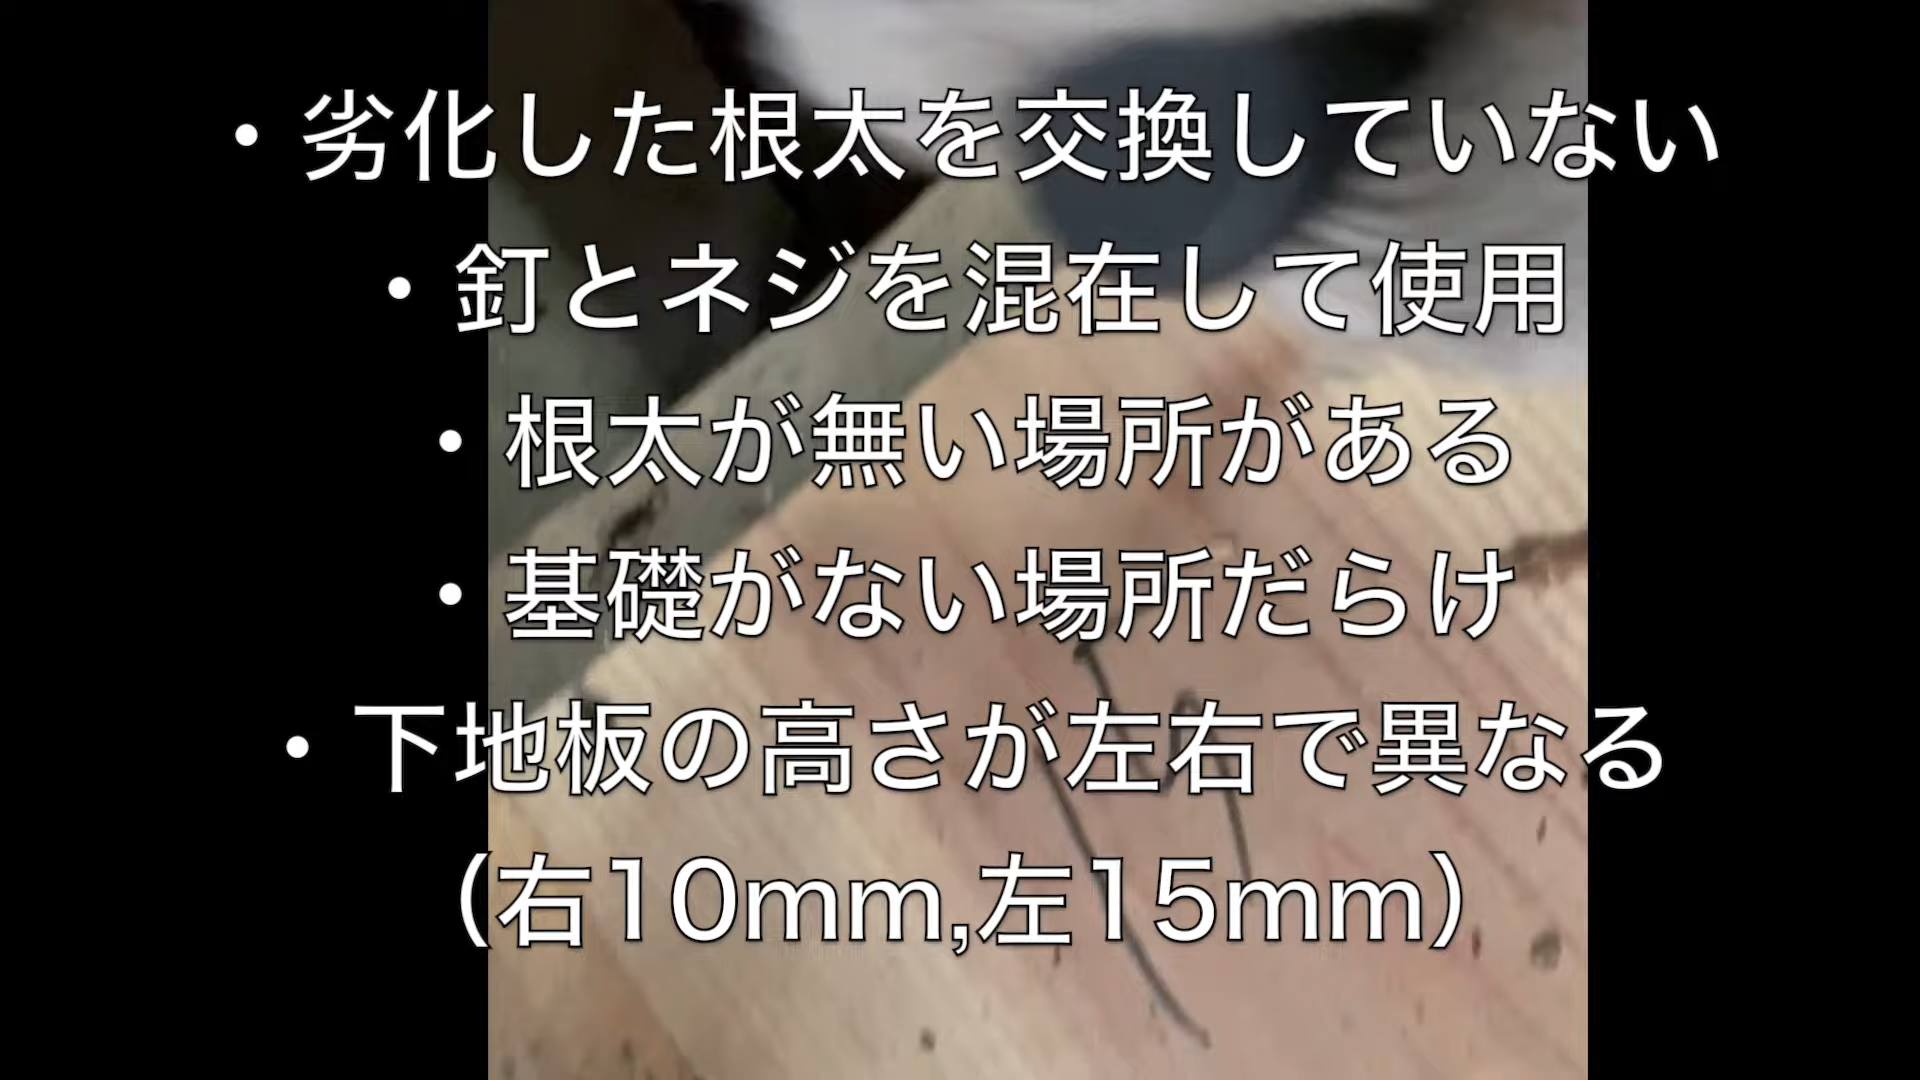 ・劣化した根太を交換していない
・釘とネジを混在して使用
・根太が無い場所がある
・基礎がない場所だらけ
・下地板の高さが左右で異なる
（右10mm,左15mm）